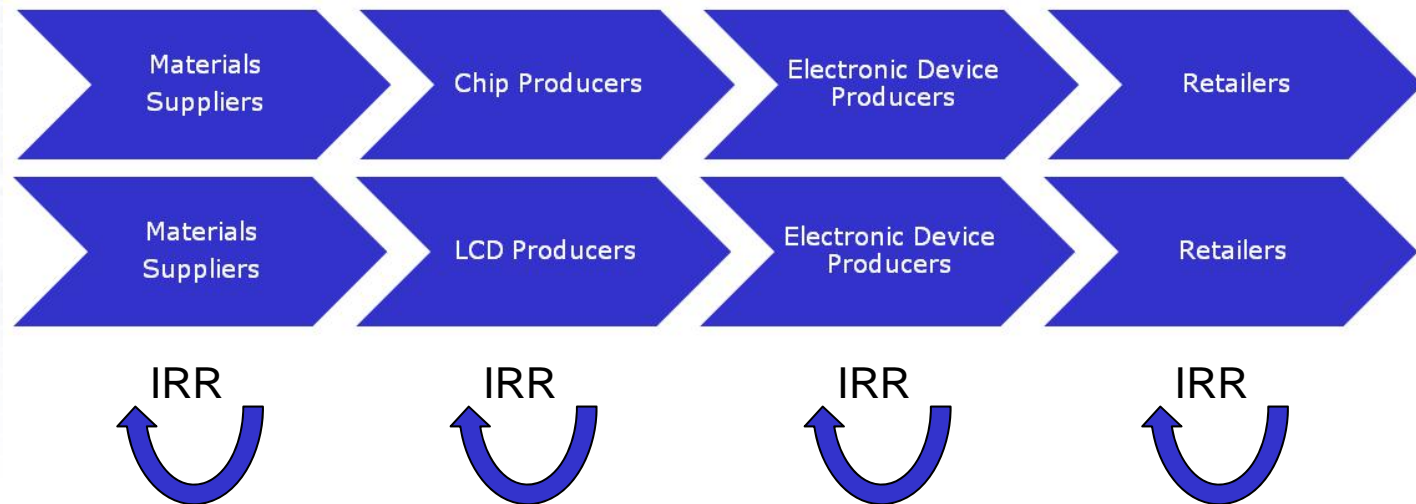 Materials
Suppliers
Chip Producers
Electronic Device
Producers
Retailers
Materials
Suppliers
LCD Producers
Electronic Device
Producers
Retailers
IRR
IRR
IRR
IRR